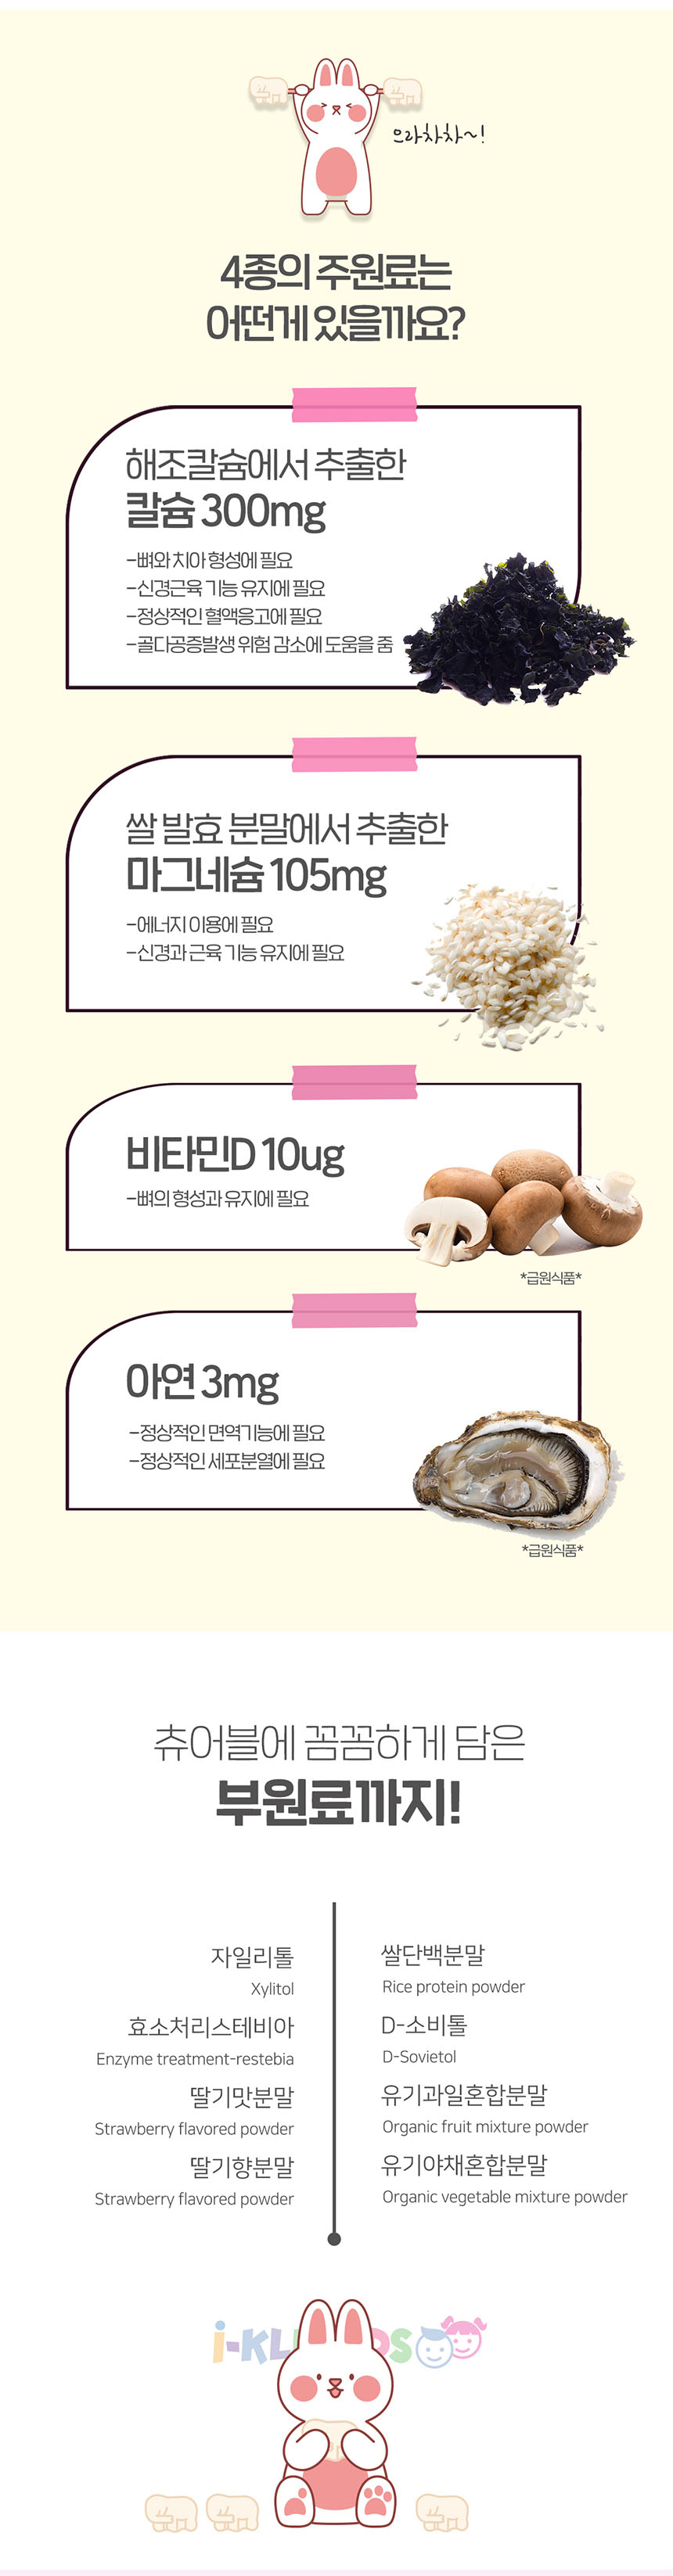 으라차차~!
4종의 주원료는
어떤게 있을까요?
해조칼슘에서 추출한
칼슘 300mg
-뼈와 치아 형성에 필요
-신경근육 기능 유지에 필요
-정상적인 혈액응고에 필요
-골다공증발생 위험 감소에 도움을 줌
쌀 발효 분말에서 추출한
마그네슘 105mg
-에너지 이용에 필요
-신경과 근육 기능 유지에 필요
비타민D 10ug
-뼈의 형성과 유지에 필요
*급원식품*
아연 3mg
-정상적인 면역기능에 필요
-정상적인 세포분열에 필요
*급원식품*
츄어블에 꼼꼼하게 담은
부원료까지!
자일리톨
Xylitol
효소처리스테비아
Enzyme treatment-restebia
딸기맛분말
Strawberry flavored powder
딸기향분말
Strawberry flavored powder
쌀단백분말
Rice protein powder
D-소비톨
D-Sovietol
유기과일혼합분말
Organic fruit mixture powder
유기야채혼합분말
Organic vegetable mixture powder